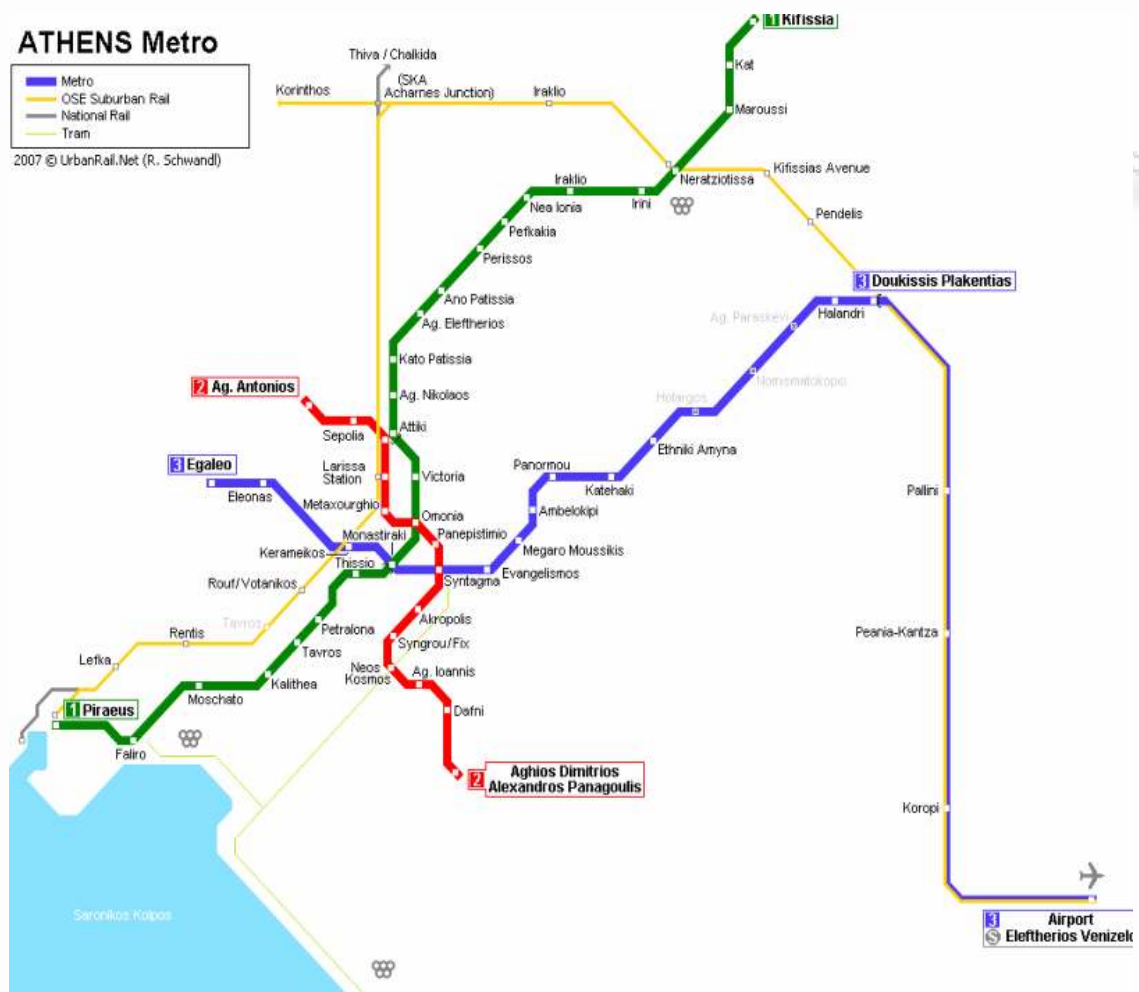 ATHENS Metro
Metro
OSE Suburban Rail
National Rail
Tram
2007 © UrbanRail.Net (R. Schwandl)
1 Kifissia
Kat
Maroussi
Thiva / Chalkida
(SKA
Acharnes Junction)
Korinthos
Iraklio
Neratziotissa
Kifissias Avenue
Pendelis
Iraklio
Irini
Nea Ionia
Pefkakia
Perissos
3 Doukissis Plakentias
Halandri
Ag. Paraskevi
Nomismatokopio
Holargos
Ethniki Amyna
Katehaki
Panormou
Ambelokipi
Megaro Moussikis
Evangelismos
Ano Patissia
Ag. Eleftherios
Kato Patissia
Ag. Nikolaos
Attiki
Victoria
Omonia
2 Ag. Antonios
Sepolia
Larissa
Station
Metaxourghio
Panepistimio
3 Egaleo
Eleonas
Monastiraki
Kerameikos
Thissio
Syntagma
Rouf/Votanikos
Tavros
Rentis
Lefka
Petralona
Tavros
Kalithea
Moschato
1 Piraeus
Faliro
Akropolis
Syngrou/Fix
Neos
Kosmos
Ag. Ioannis
Dafni
2 Aghios Dimitrios
Alexandros Panagoulis
Pallini
Peania-Kantza
Koropi
3 Airport
S Eleftherios Venizelo
Saronikos Kolpos